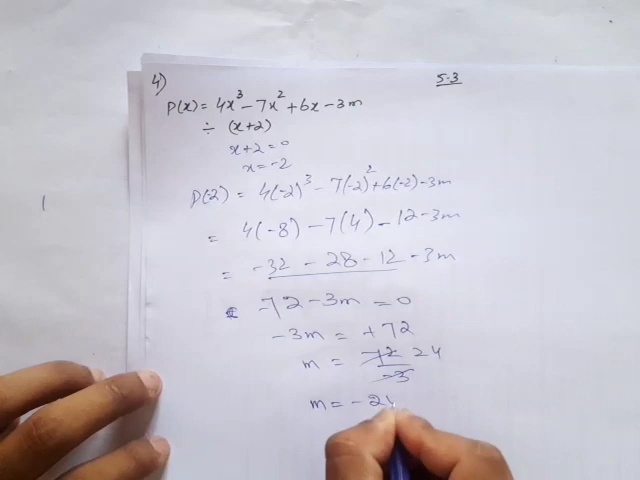 4) 5.3
P(x) = 4x³ - 7x² + 6x - 3m
÷ (x+2)
x+2 = 0
x = -2
P(-2) = 4(-2)³ - 7(-2)² + 6(-2) - 3m
= 4(-8) - 7(4) - 12 - 3m
= -32 - 28 - 12 - 3m
-72 - 3m = 0
-3m = +72
m = 24
m = -24